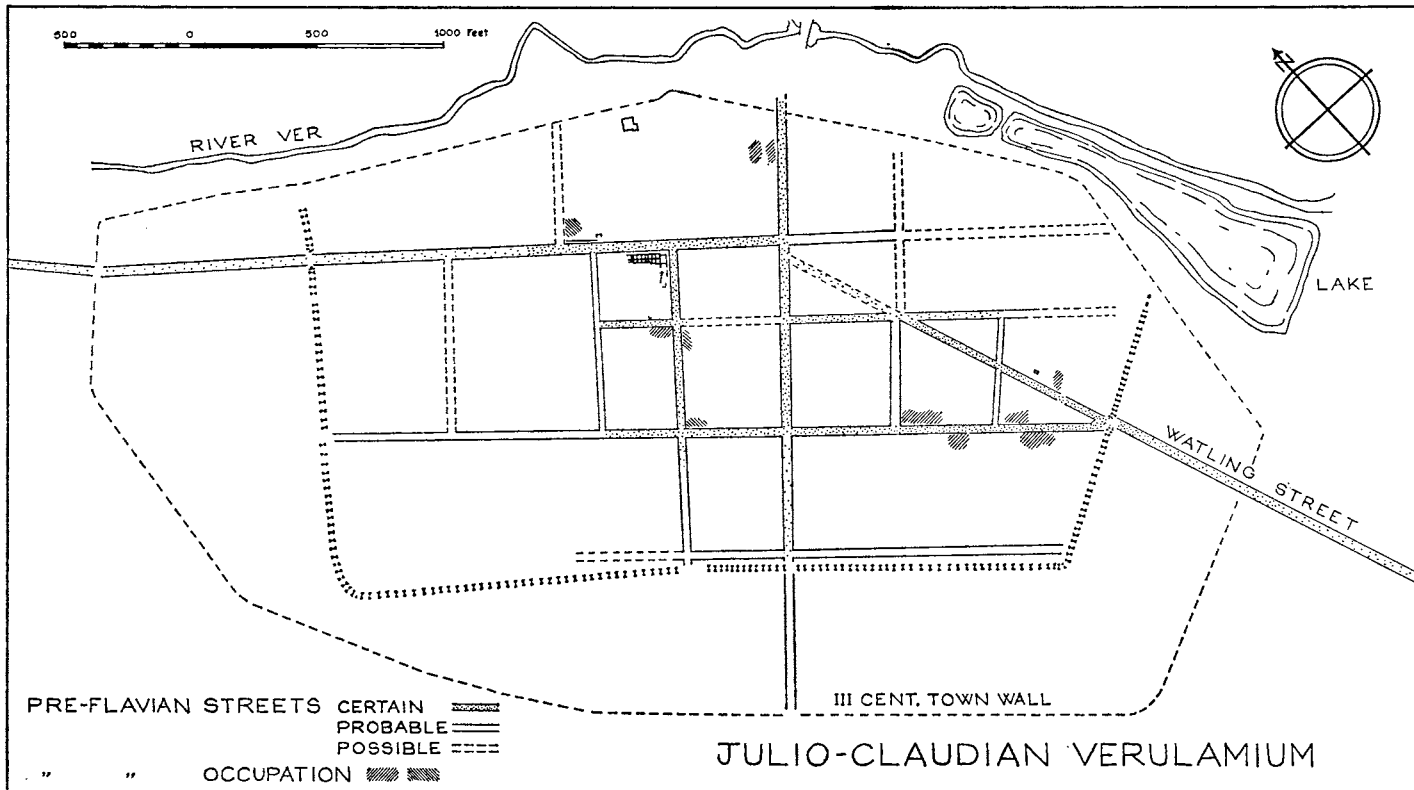 500 0 500 1000 Feet
N
RIVER VER
LAKE
WATLING STREET
III CENT. TOWN WALL
PRE-FLAVIAN STREETS CERTAIN
PROBABLE
POSSIBLE
" " OCCUPATION
JULIO-CLAUDIAN VERULAMIUM